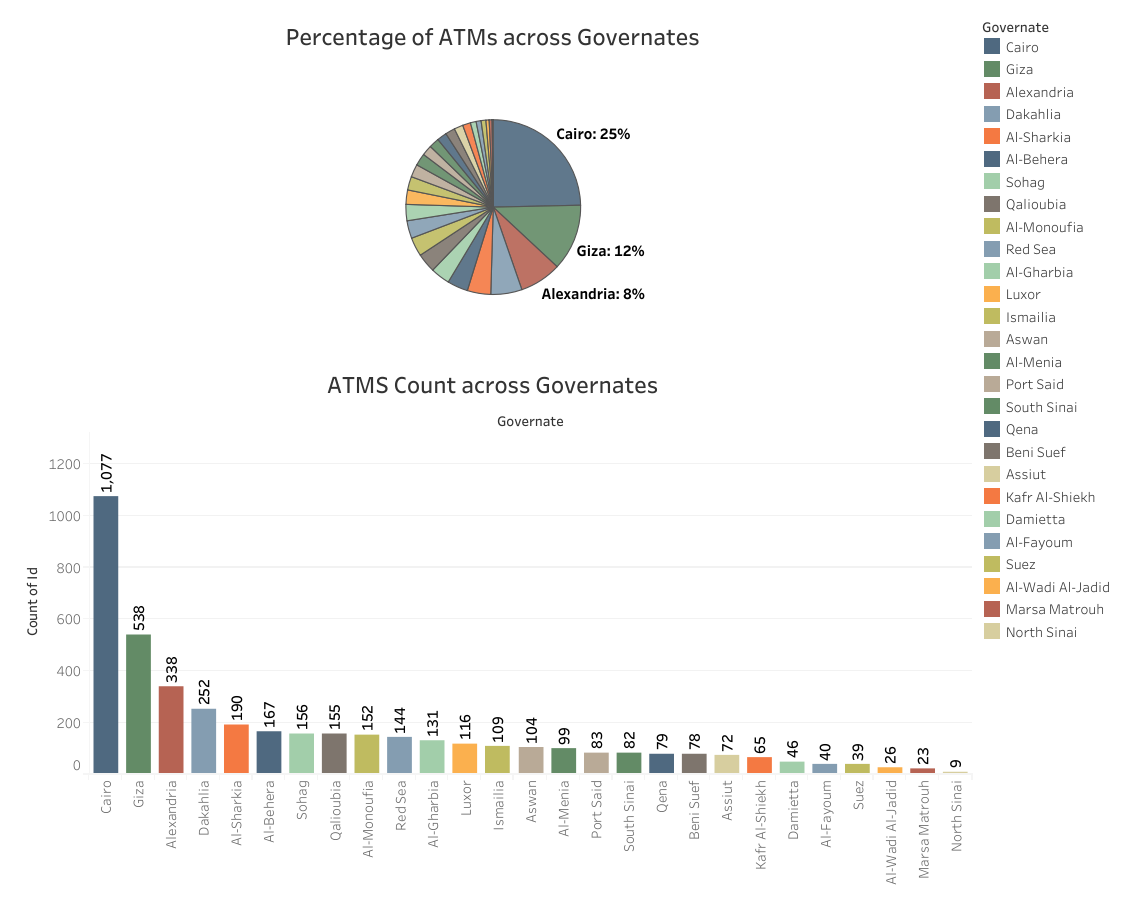 Percentage of ATMs across Governates
Cairo: 25%
Giza: 12%
Alexandria: 8%
Governate
Cairo
Giza
Alexandria
Dakahlia
Al-Sharkia
Al-Behera
Sohag
Qalioubia
Al-Monoufia
Red Sea
Al-Gharbia
Luxor
Ismailia
Aswan
Al-Menia
Port Said
South Sinai
Qena
Beni Suef
Assiut
Kafr Al-Shiekh
Damietta
Al-Fayoum
Suez
Al-Wadi Al-Jadid
Marsa Matrouh
North Sinai
ATMS Count across Governates
Governate
Count of Id
1200
1000
800
600
400
200
0
1,077
538
338
252
190
167
156
155
152
144
131
116
109
104
99
83
82
79
78
72
65
46
40
39
26
23
9
Cairo
Giza
Alexandria
Dakahlia
Al-Sharkia
Al-Behera
Sohag
Qalioubia
Al-Monoufia
Red Sea
Al-Gharbia
Luxor
Ismailia
Aswan
Al-Menia
Port Said
South Sinai
Qena
Beni Suef
Assiut
Kafr Al-Shiekh
Damietta
Al-Fayoum
Suez
Al-Wadi Al-Jadid
Marsa Matrouh
North Sinai